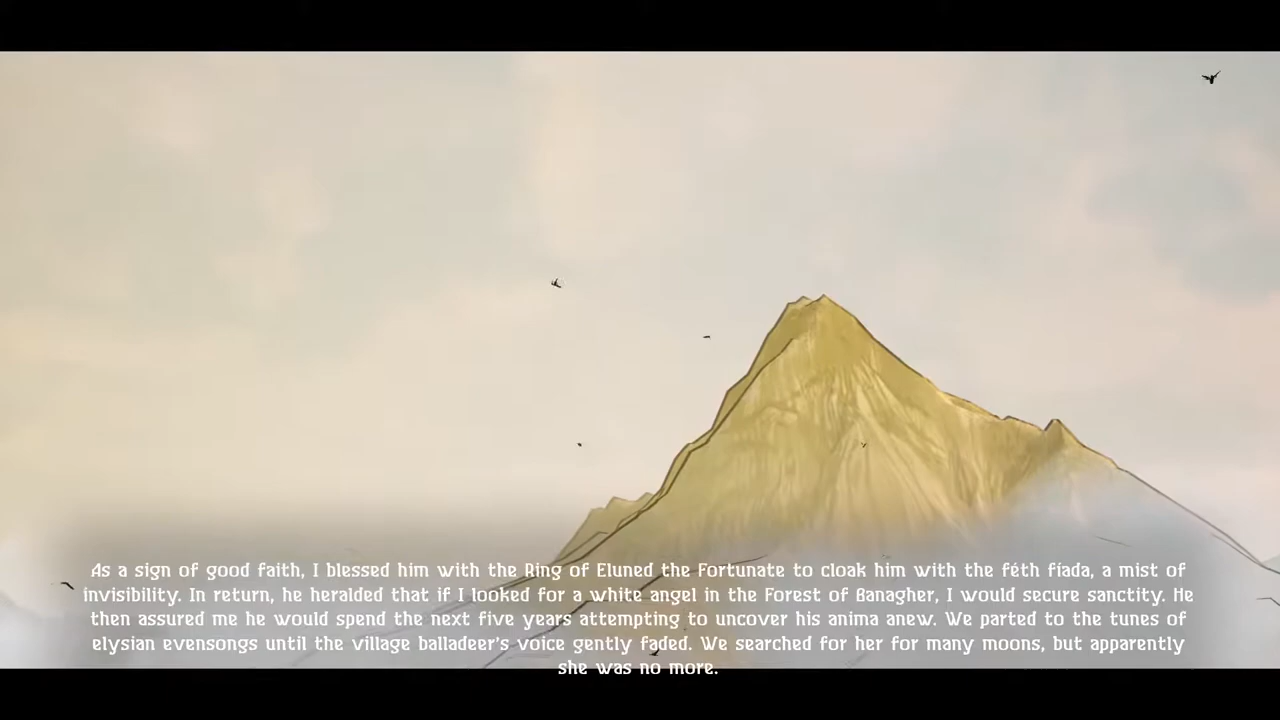 As a sign of good faith, I blessed him with the Ring of Eluned the Fortunate to cloak him with the féth fíada, a mist of
invisibility. In return, he heralded that if I looked for a white angel in the Forest of Banagher, I would secure sanctity. He
then assured me he would spend the next five years attempting to uncover his anima anew. We parted to the tunes of
elysian evensongs until the village balladeer's voice gently faded. We searched for her for many moons, but apparently
she was no more.